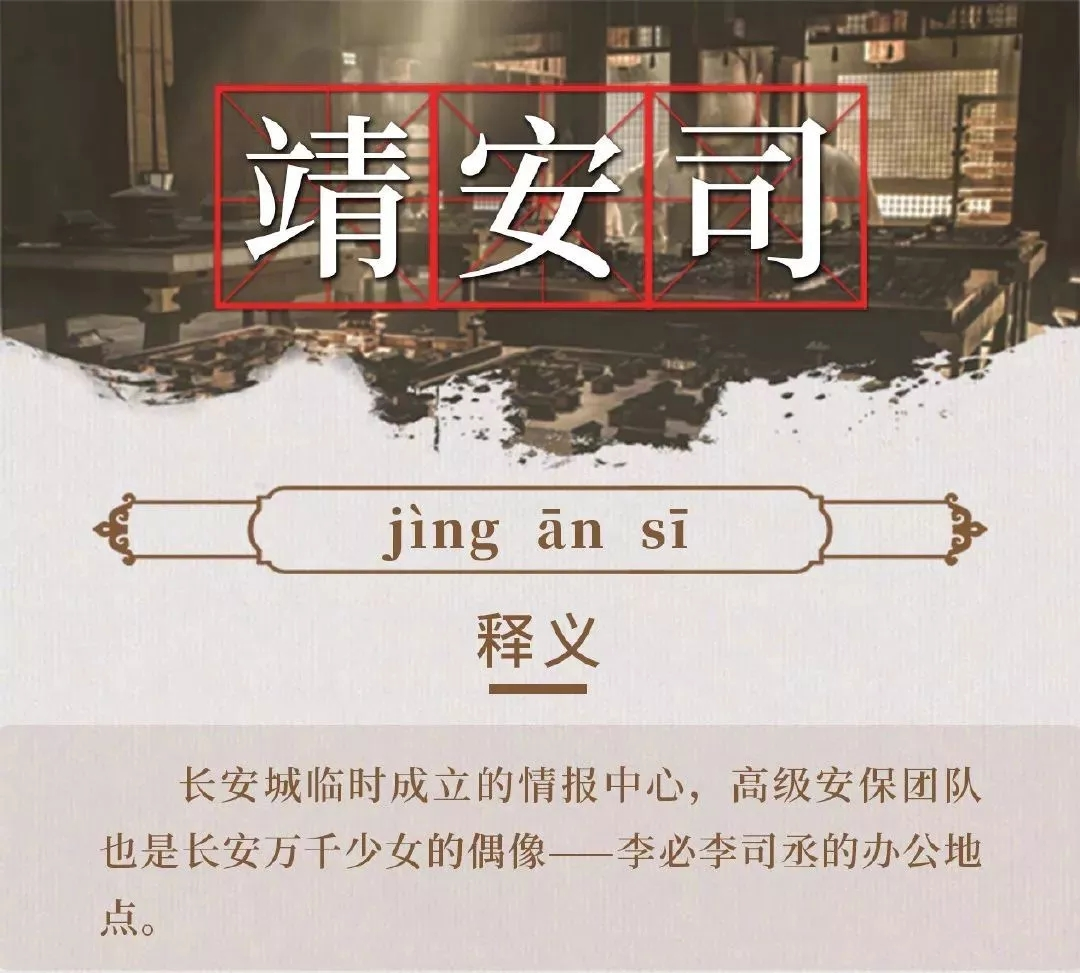 靖安司
jìng ān sī
释义
长安城临时成立的情报中心，高级安保团队
也是长安万千少女的偶像——李必李司丞的办公地
点。